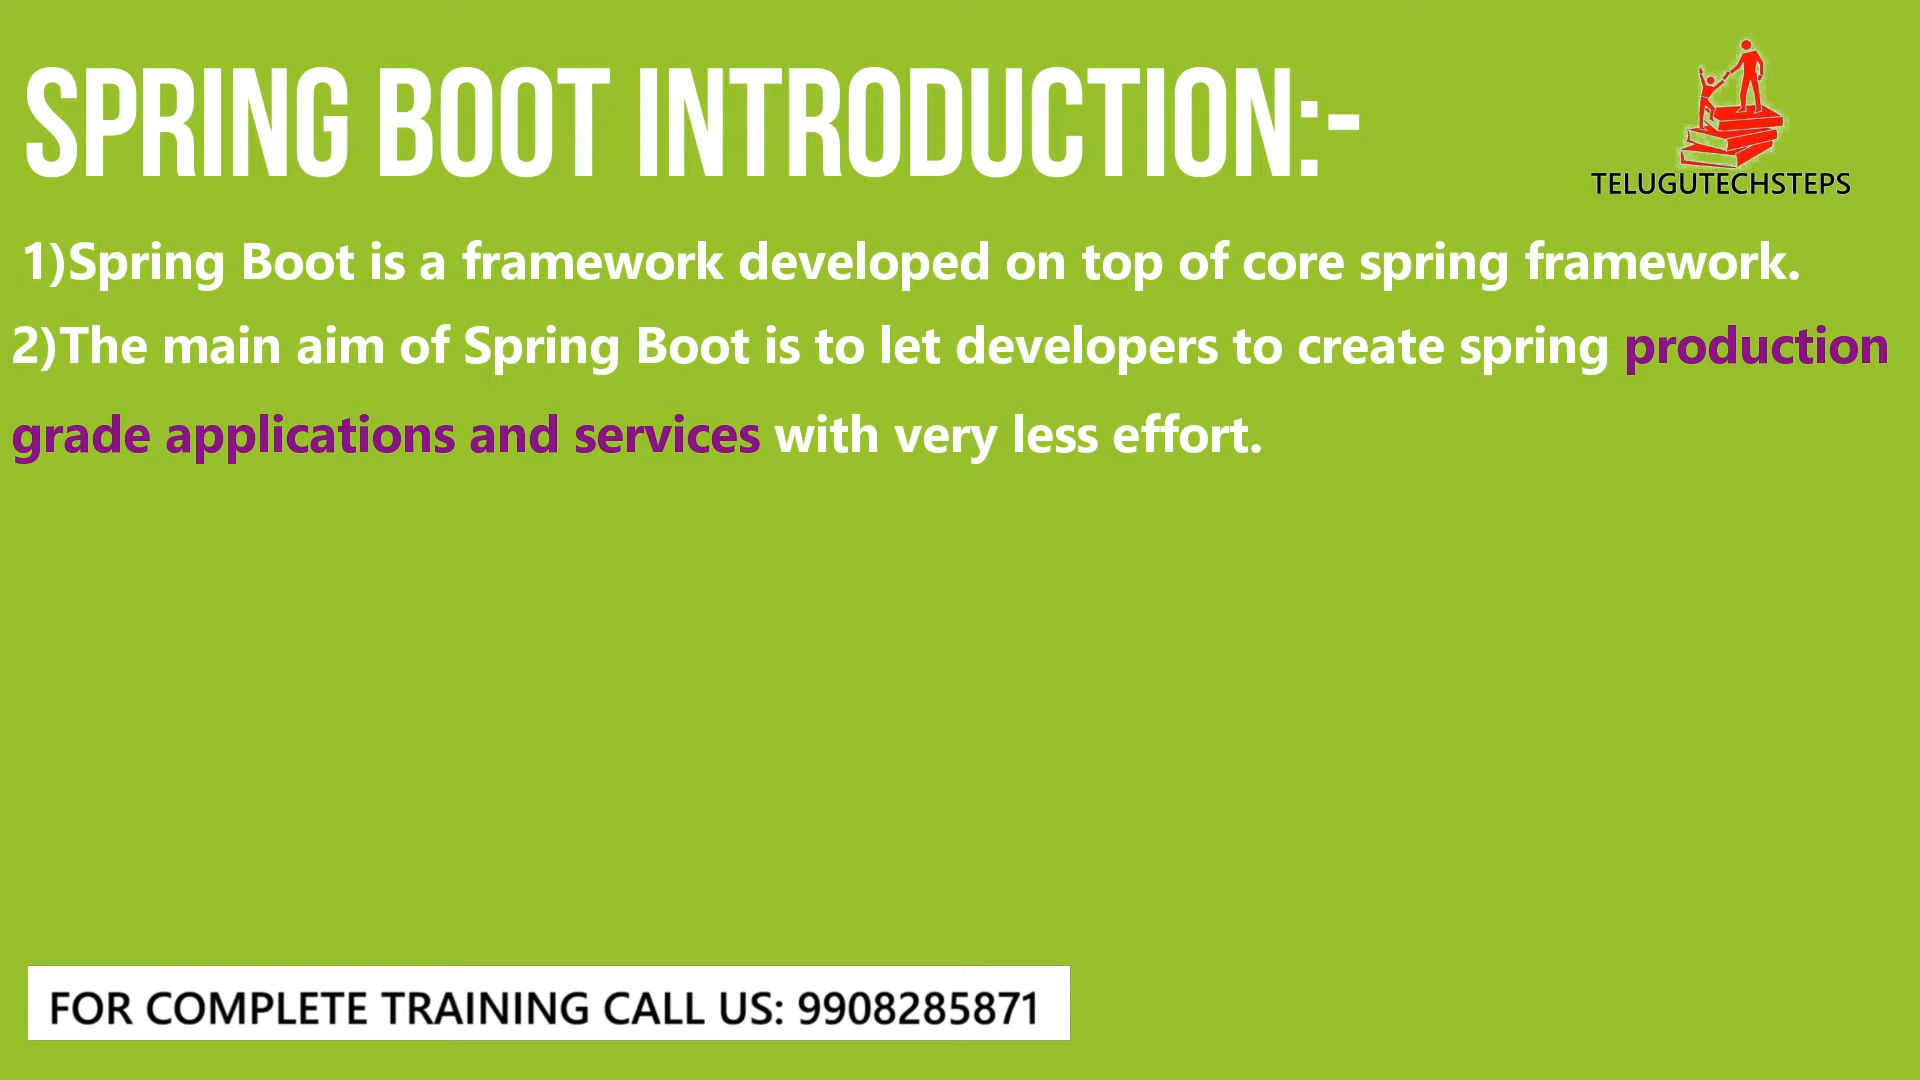 SPRING BOOT INTRODUCTION:-
TELUGUTECHSTEPS
1)Spring Boot is a framework developed on top of core spring framework.
2)The main aim of Spring Boot is to let developers to create spring production
grade applications and services with very less effort.
FOR COMPLETE TRAINING CALL US: 9908285871